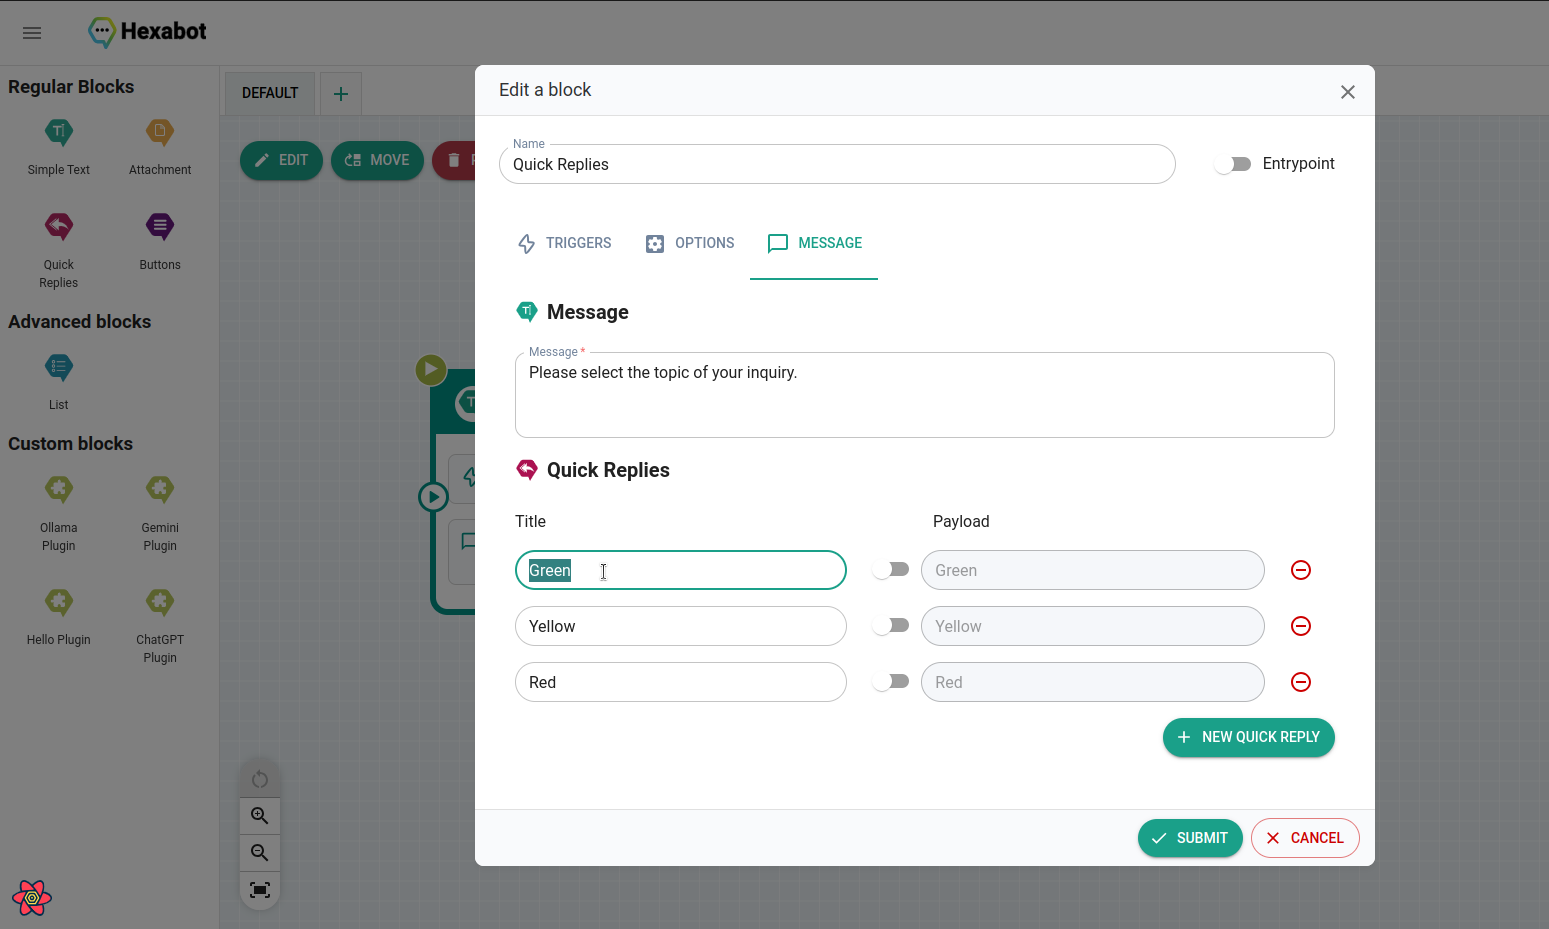 Hexabot
Regular Blocks
Simple Text
Attachment
Quick
Replies
Buttons
Advanced blocks
List
Custom blocks
Ollama
Plugin
Gemini
Plugin
Hello Plugin
ChatGPT
Plugin
DEFAULT
EDIT
MOVE
Edit a block
Name
Quick Replies
Entrypoint
TRIGGERS
OPTIONS
MESSAGE
Message
Message *
Please select the topic of your inquiry.
Quick Replies
Title
Payload
Green
Green
Yellow
Yellow
Red
Red
NEW QUICK REPLY
SUBMIT
CANCEL